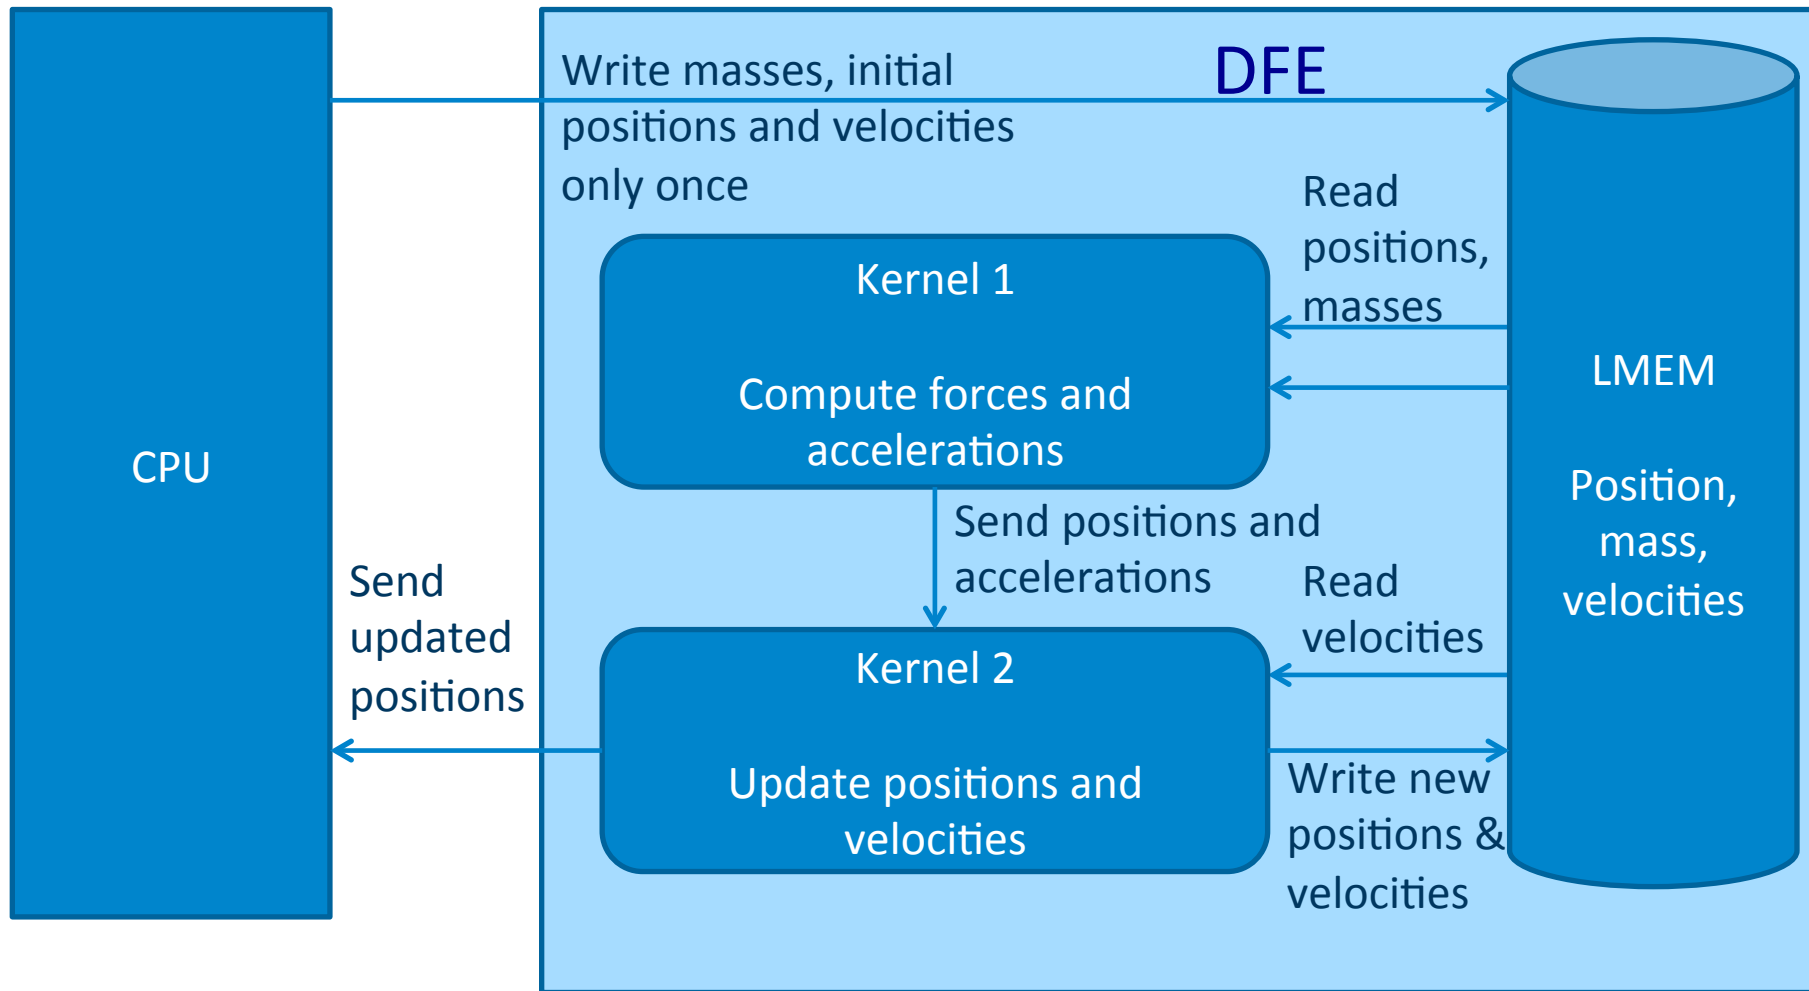 CPU
Write masses, initial
positions and velocities
only once
DFE
Read
positions,
masses
Kernel 1
Compute forces and
accelerations
LMEM
Position,
mass,
velocities
Send positions and
accelerations
Send
updated
positions
Read
velocities
Kernel 2
Update positions and
velocities
Write new
positions &
velocities